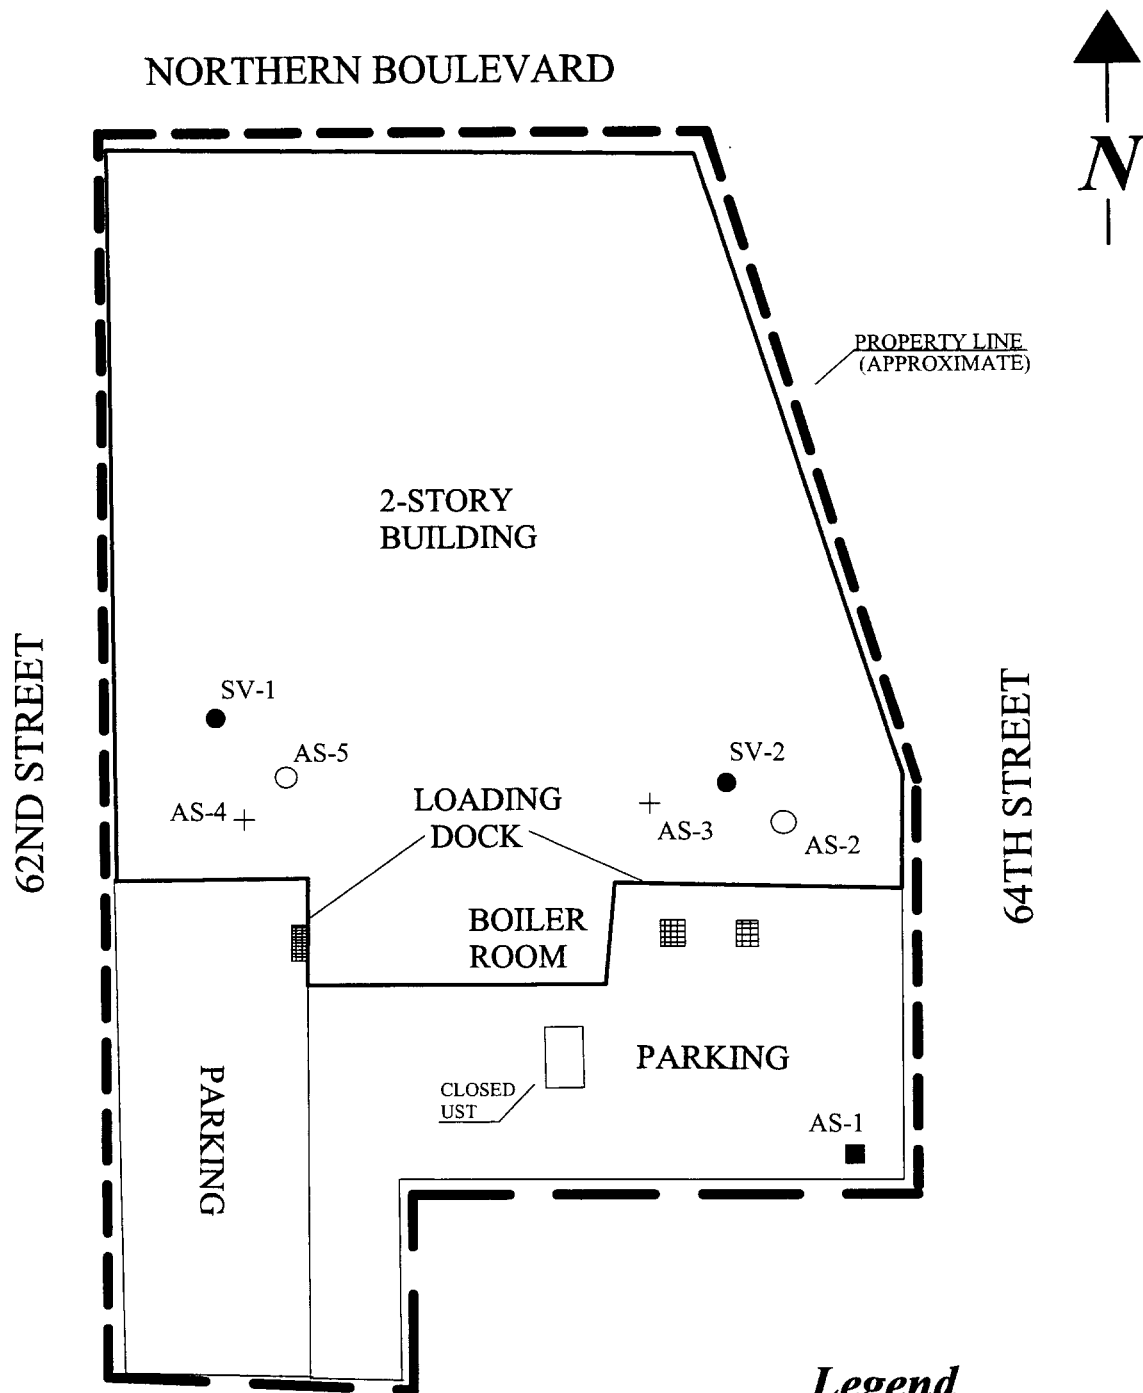 NORTHERN BOULEVARD
N
PROPERTY LINE
(APPROXIMATE)
2-STORY
BUILDING
62ND STREET
64TH STREET
SV-1
AS-5
AS-4
SV-2
AS-3
AS-2
LOADING
DOCK
BOILER
ROOM
PARKING
PARKING
CLOSED
UST
AS-1
Legend